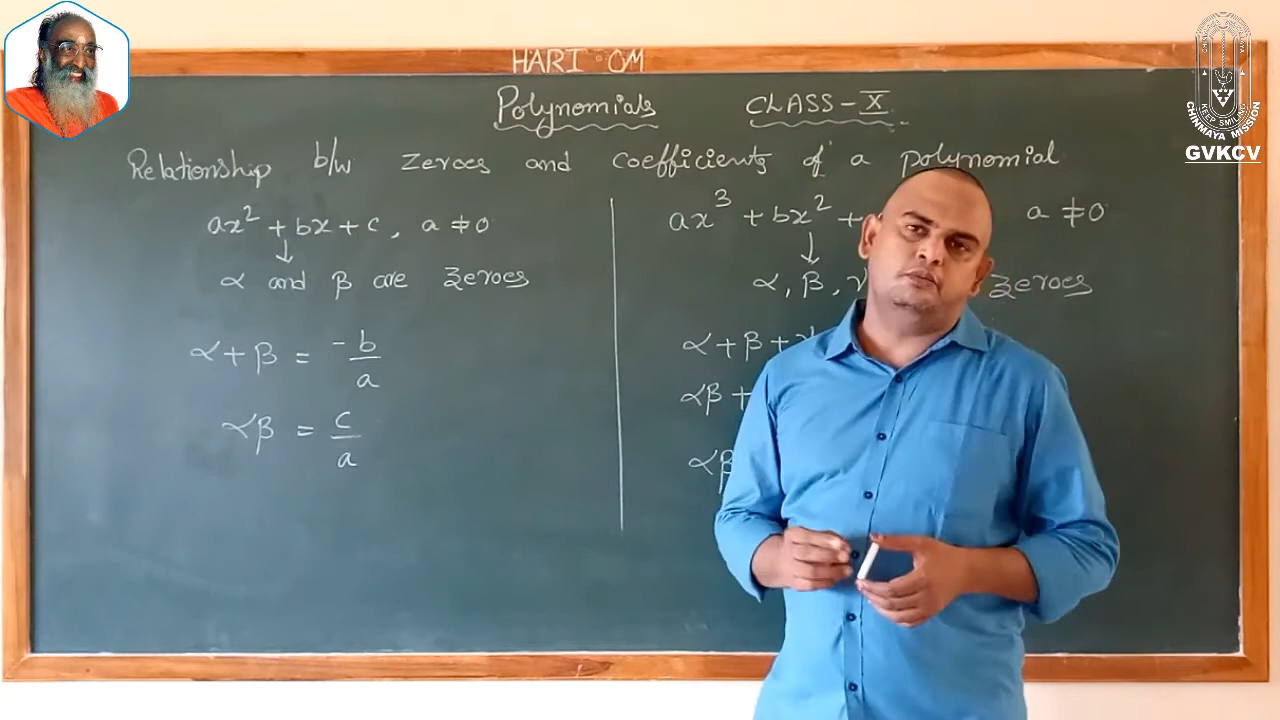 HARI OM
Polynomials CLASS - X
Relationship b/w zeroes and coefficients of a polynomial
ax² + bx + c, a ≠ 0
↓
α and β are zeroes
α + β = -b/a
αβ = c/a
ax³ + bx² + a ≠ 0
↓
α, β, γ zeroes
α + β + γ
αβ +
αβ
CHINMAYA MISSION
KEEP SMILING
GVKCV